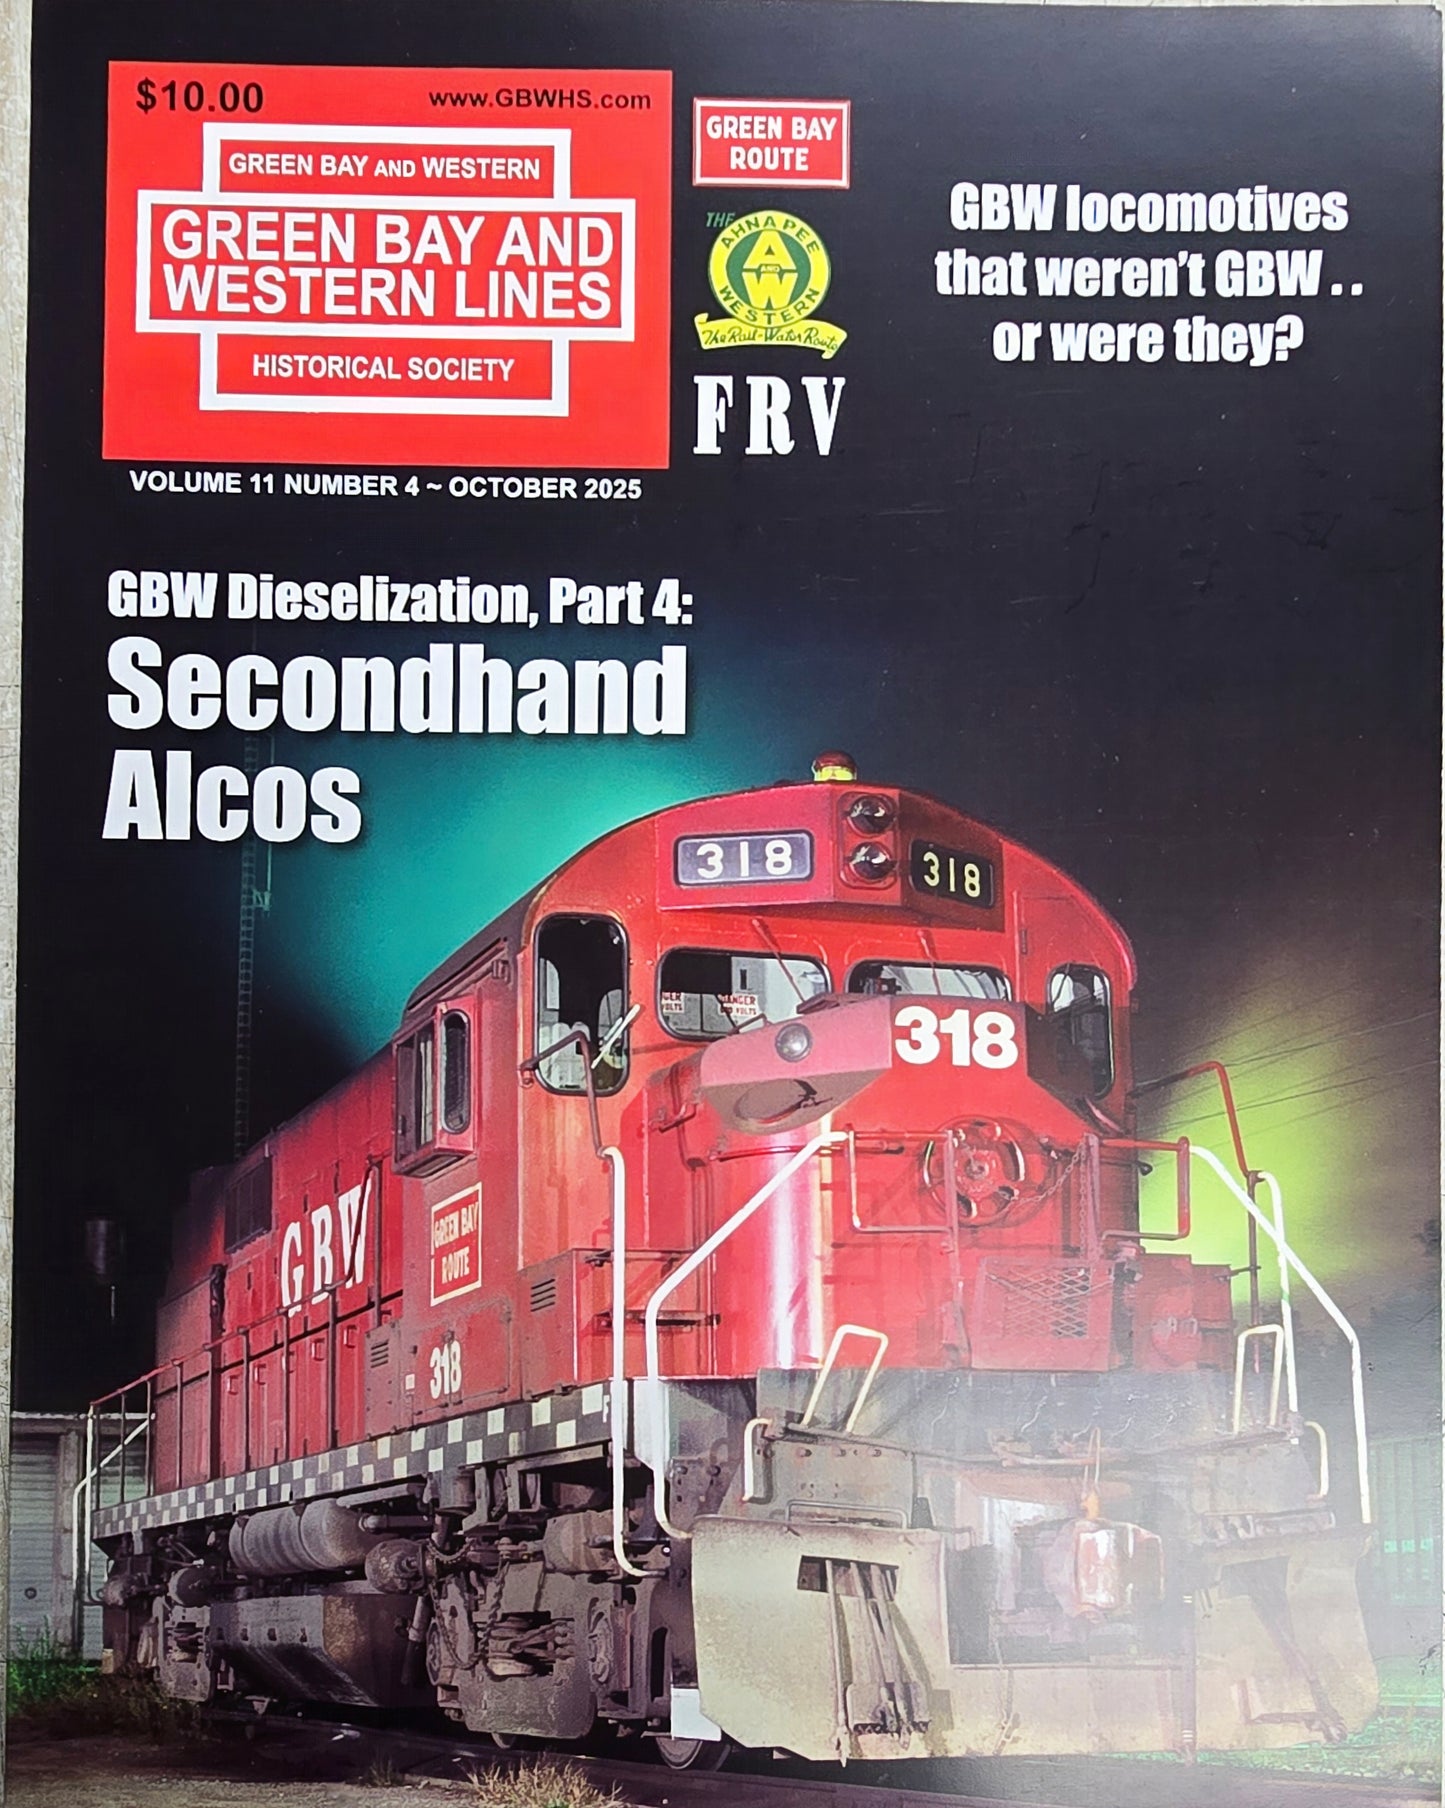 $10.00
www.GBWHS.com
GREEN BAY AND WESTERN
GREEN BAY AND
WESTERN LINES
HISTORICAL SOCIETY
VOLUME 11 NUMBER 4 ~ OCTOBER 2025
GREEN BAY
ROUTE
THE
AHNAPEE
A
AND
W
WESTERN
The Rail-Water Route
FRV
GBW locomotives
that weren't GBW . .
or were they?
GBW Dieselization, Part 4:
Secondhand
Alcos
318
318
DANGER
VOLTS
318
GBW
GREEN BAY
ROUTE
318
F